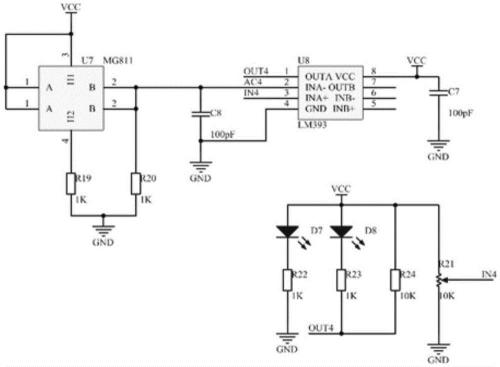 VCC
U7 MG811
3
1 A H1 B 2
1 A H2 B 2
4
R19
1K
R20
1K
GND
C8
100pF
GND
U8
OUT4 1 OUTA VCC 8
AC4 2 INA- OUTB 7
IN4 3 INA+ INB- 6
4 GND INB+ 5
LM393
VCC
C7
100pF
GND
VCC
D7
D8
R22
1K
R23
1K
R24
10K
R21
10K
IN4
OUT4
GND
GND